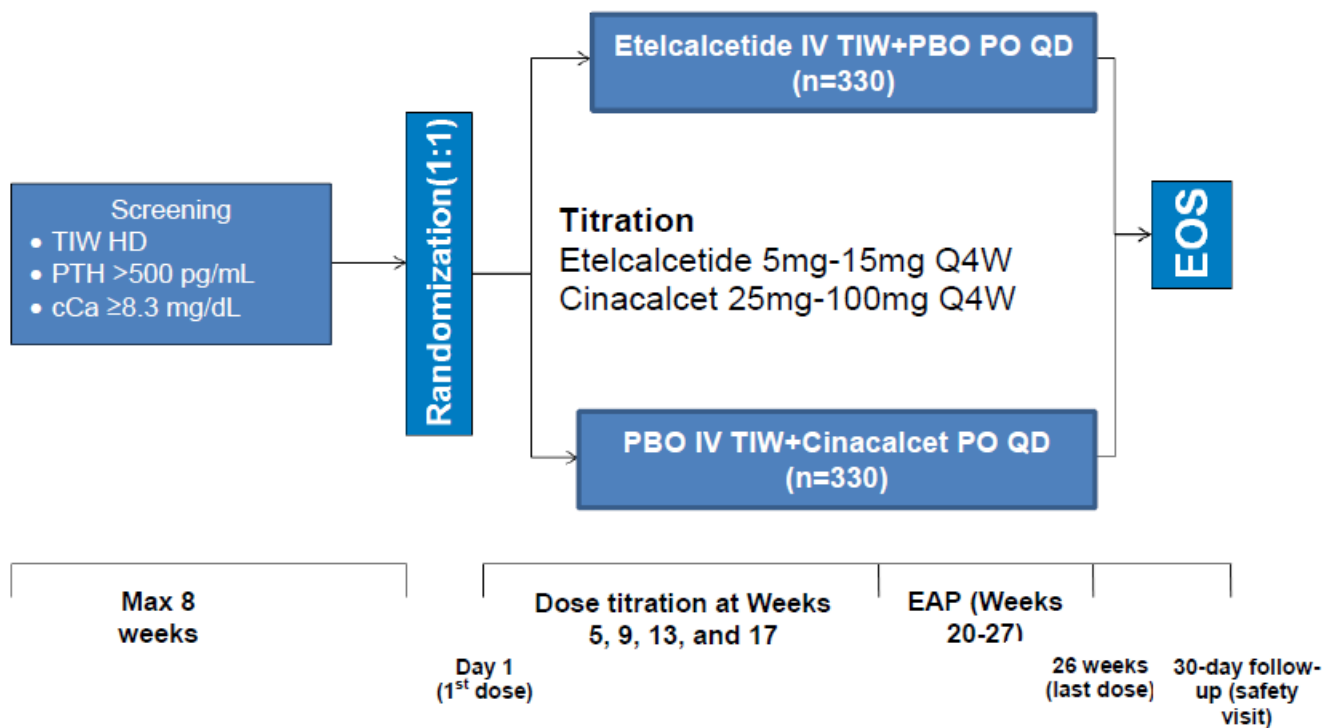 Etelcalcetide IV TIW+PBO PO QD
(n=330)
Randomization(1:1)
Screening
• TIW HD
• PTH >500 pg/mL
• cCa ≥8.3 mg/dL
Titration
Etelcalcetide 5mg-15mg Q4W
Cinacalcet 25mg-100mg Q4W
EOS
PBO IV TIW+Cinacalcet PO QD
(n=330)
Max 8
weeks
Dose titration at Weeks
5, 9, 13, and 17
EAP (Weeks
20-27)
Day 1
(1st dose)
26 weeks
(last dose)
30-day follow-
up (safety
visit)